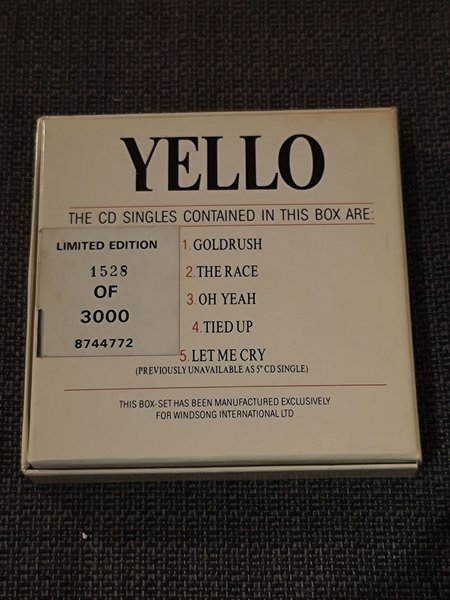 YELLO
THE CD SINGLES CONTAINED IN THIS BOX ARE:
LIMITED EDITION
1528
OF
3000
8744772
1. GOLDRUSH
2. THE RACE
3. OH YEAH
4. TIED UP
5. LET ME CRY
(PREVIOUSLY UNAVAILABLE AS 5" CD SINGLE)
THIS BOX-SET HAS BEEN MANUFACTURED EXCLUSIVELY
FOR WINDSONG INTERNATIONAL LTD